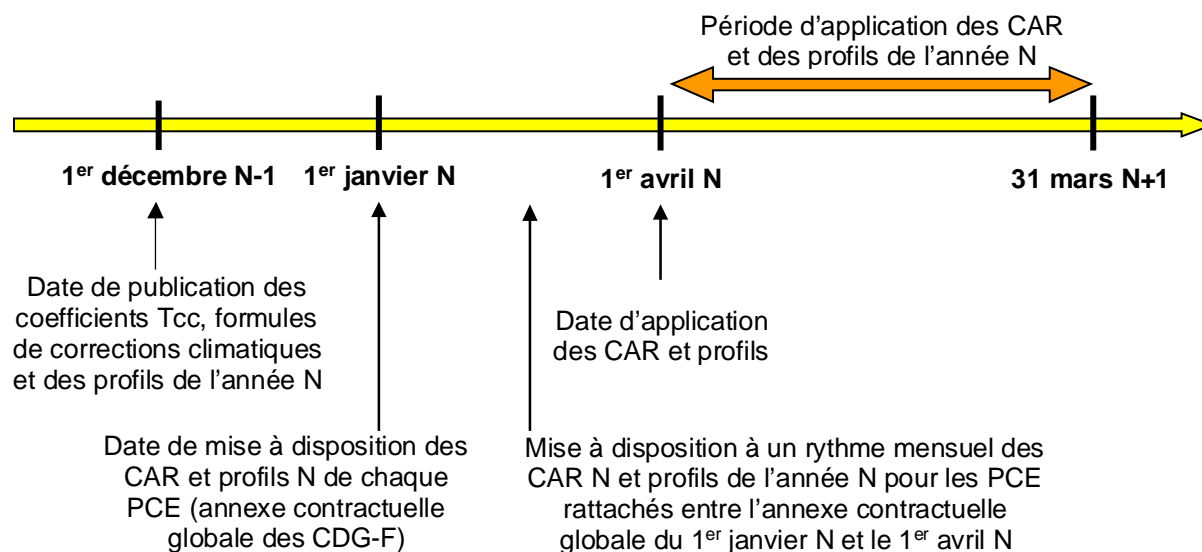 Période d'application des CAR
et des profils de l'année N
1er décembre N-1
1er janvier N
1er avril N
31 mars N+1
Date de publication des
coefficients Tcc, formules
de corrections climatiques
et des profils de l'année N
Date d'application
des CAR et profils
Date de mise à disposition des
CAR et profils N de chaque
PCE (annexe contractuelle
globale des CDG-F)
Mise à disposition à un rythme mensuel des
CAR N et profils de l'année N pour les PCE
rattachés entre l'annexe contractuelle
globale du 1er janvier N et le 1er avril N